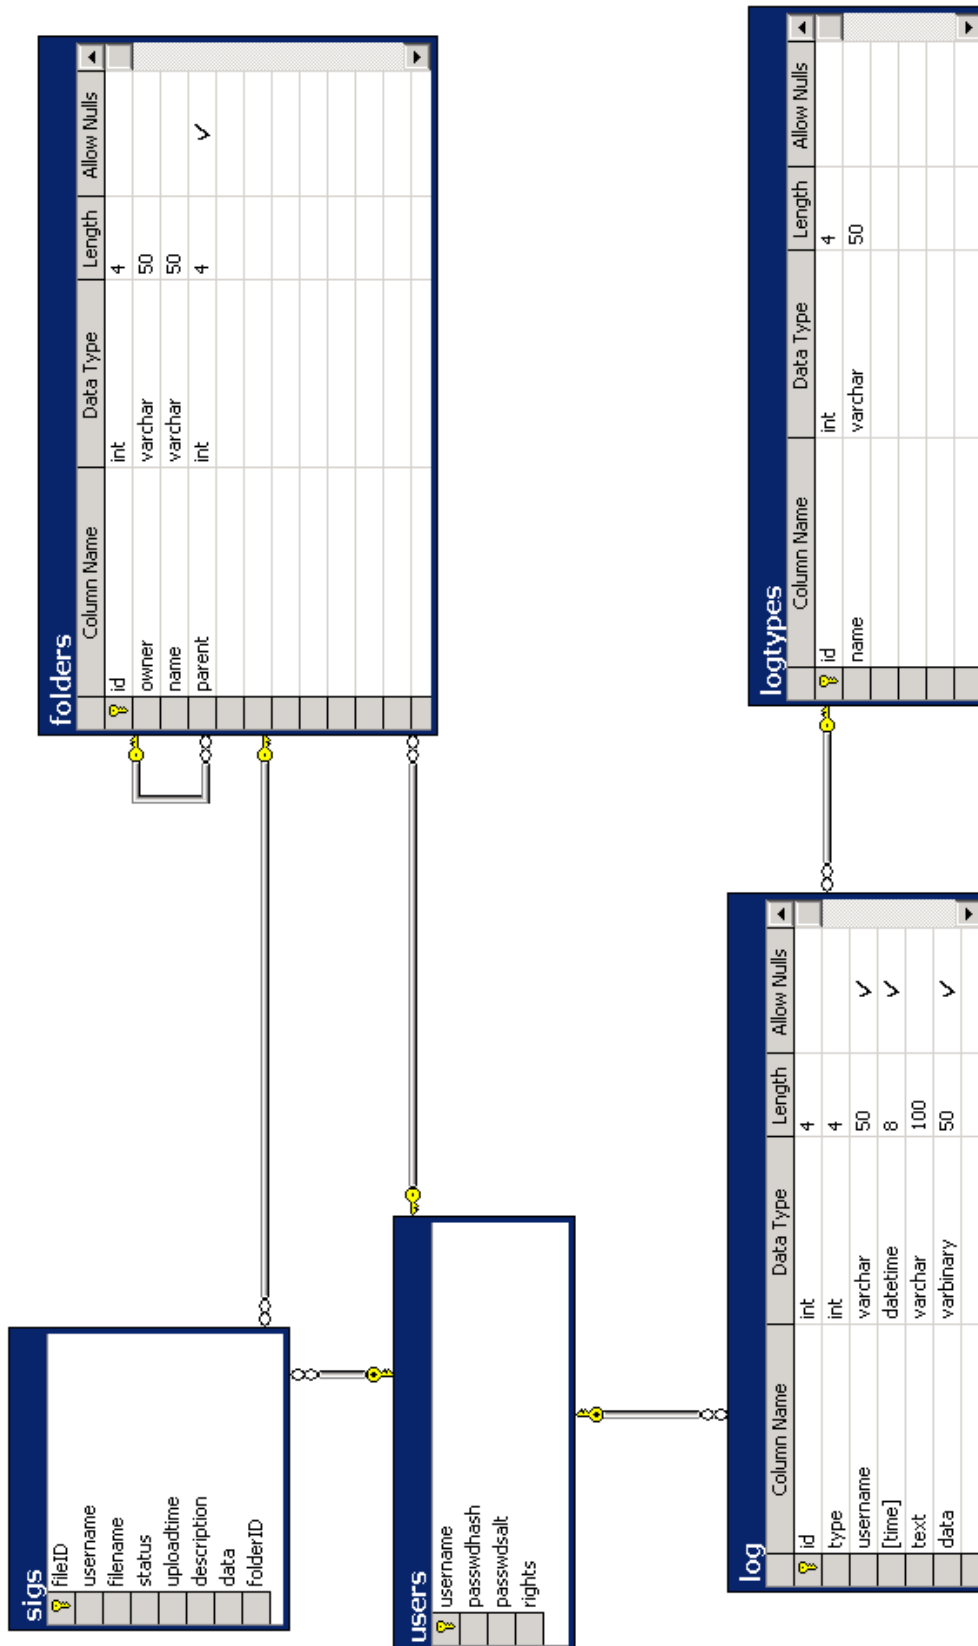 sigs
fileID
username
filename
status
uploadtime
description
data
folderID
folders
Column Name Data Type Length Allow Nulls
id int 4
owner varchar 50
name varchar 50
parent int 4
users
username
passwdhash
passwdsalt
rights
log
Column Name Data Type Length Allow Nulls
id int 4
type int 4
username varchar 50
[time] datetime 8
text varchar 100
data varbinary 50
logtypes
Column Name Data Type Length Allow Nulls
id int 4
name varchar 50